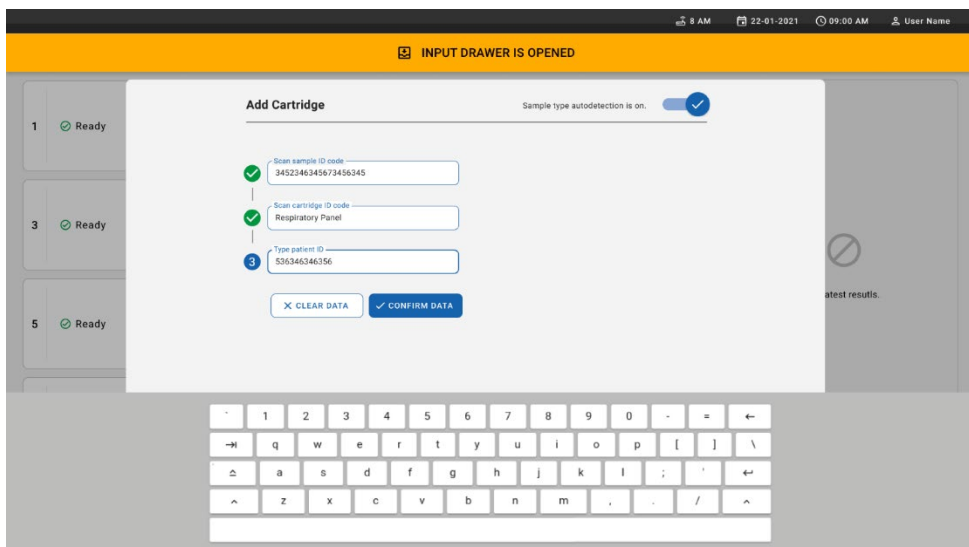 8 AM 22-01-2021 09:00 AM User Name
INPUT DRAWER IS OPENED
Add Cartridge
Sample type autodetection is on.
1 Ready
3 Ready
5 Ready
Scan sample ID code
3452346345673456345
Scan cartridge ID code
Respiratory Panel
3
Type patient ID
536346346356
CLEAR DATA
CONFIRM DATA
atest resutls.
` 1 2 3 4 5 6 7 8 9 0 - =
q w e r t y u i o p [ ] \
a s d f g h j k l ; '
z x c v b n m , . /